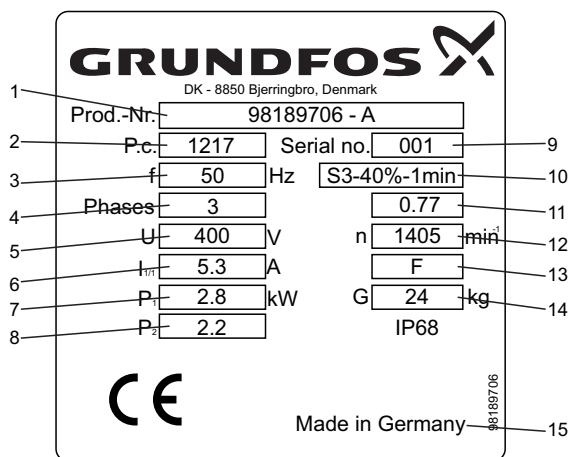 GRUNDFOS
DK - 8850 Bjerringbro, Denmark
1 Prod.-Nr. 98189706 - A
2 P.c. 1217 Serial no. 001 9
3 f 50 Hz S3-40%-1min 10
4 Phases 3 0.77 11
5 U 400 V n 1405 min-1 12
6 I1/1 5.3 A F 13
7 P1 2.8 kW G 24 kg 14
8 P2 2.2 IP68
CE
Made in Germany 15
98189706